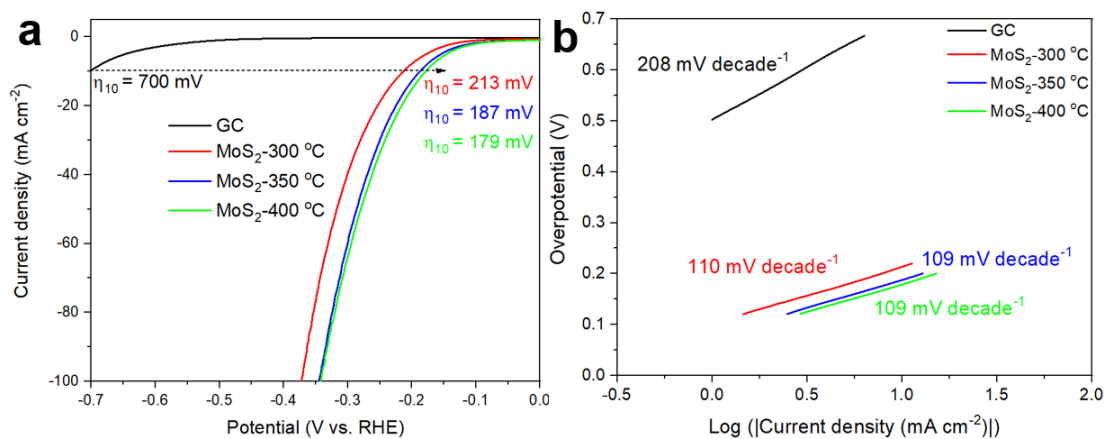 a
0
-20
-40
-60
-80
-100
Current density (mA cm⁻²)
-0.7
-0.6
-0.5
-0.4
-0.3
-0.2
-0.1
0.0
Potential (V vs. RHE)
η₁₀ = 700 mV
η₁₀ = 213 mV
η₁₀ = 187 mV
η₁₀ = 179 mV
GC
MoS₂-300 °C
MoS₂-350 °C
MoS₂-400 °C
b
0.7
0.6
0.5
0.4
0.3
0.2
0.1
0.0
Overpotential (V)
-0.5
0.0
0.5
1.0
1.5
2.0
Log (|Current density (mA cm⁻²)|)
208 mV decade⁻¹
GC
MoS₂-300 °C
MoS₂-350 °C
MoS₂-400 °C
110 mV decade⁻¹
109 mV decade⁻¹
109 mV decade⁻¹